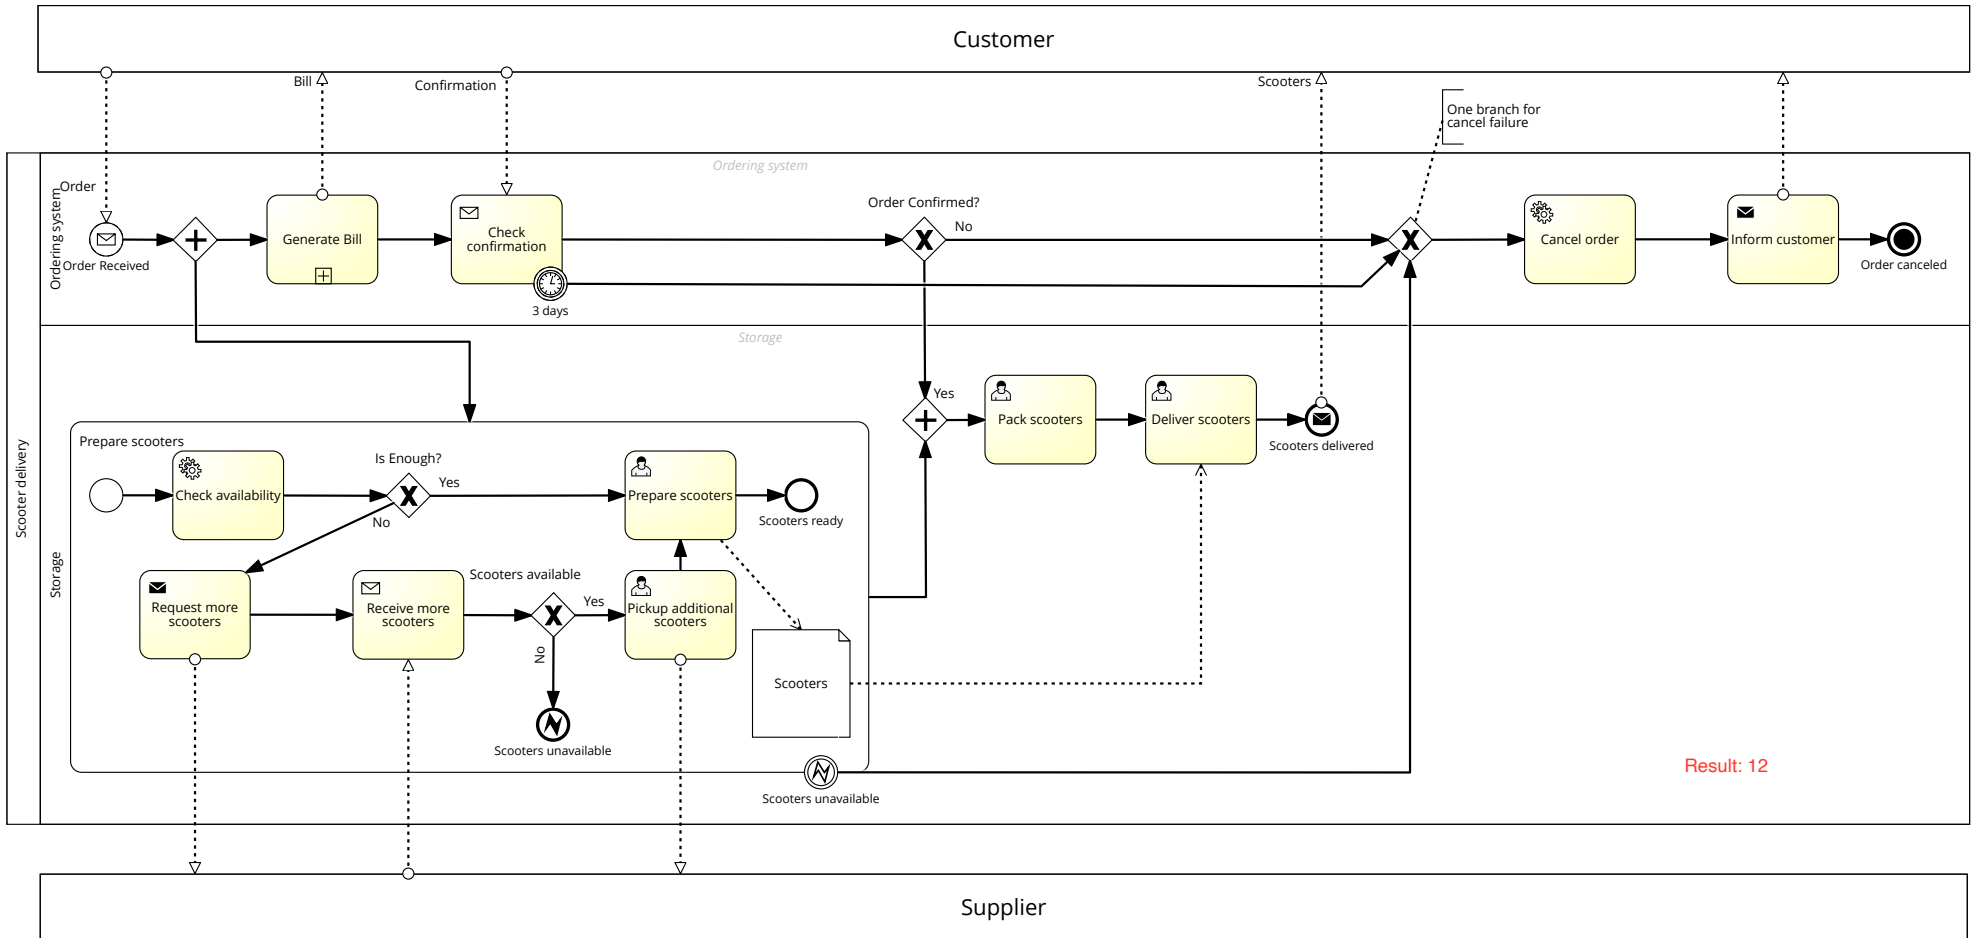 Customer
Bill
Confirmation
Scooters
One branch for
cancel failure
Ordering system
Ordering system
Order
Order Received
Generate Bill
Check
confirmation
3 days
Order Confirmed?
No
Cancel order
Inform customer
Order canceled
Scooter delivery
Storage
Storage
Yes
Pack scooters
Deliver scooters
Scooters delivered
Prepare scooters
Check availability
Is Enough?
Yes
No
Prepare scooters
Scooters ready
Request more
scooters
Receive more
scooters
Scooters available
Yes
No
Pickup additional
scooters
Scooters
Scooters unavailable
Scooters unavailable
Result: 12
Supplier